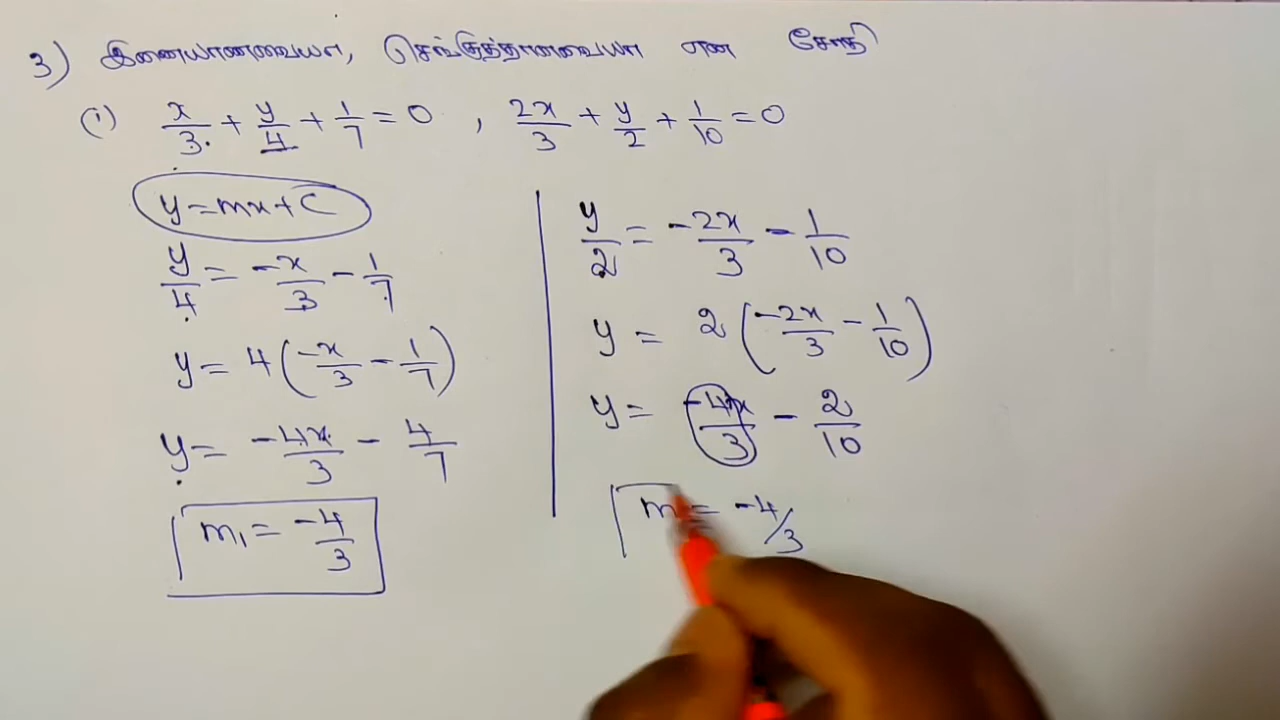 3) இணையானவையா, செங்குத்தானவையா என சோதி
(i) x/3 + y/4 + 1/7 = 0 , 2x/3 + y/2 + 1/10 = 0
y = mx + C
y/4 = -x/3 - 1/7
y = 4(-x/3 - 1/7)
y = -4x/3 - 4/7
m₁ = -4/3
y/2 = -2x/3 - 1/10
y = 2(-2x/3 - 1/10)
y = -4x/3 - 2/10
m = -4/3